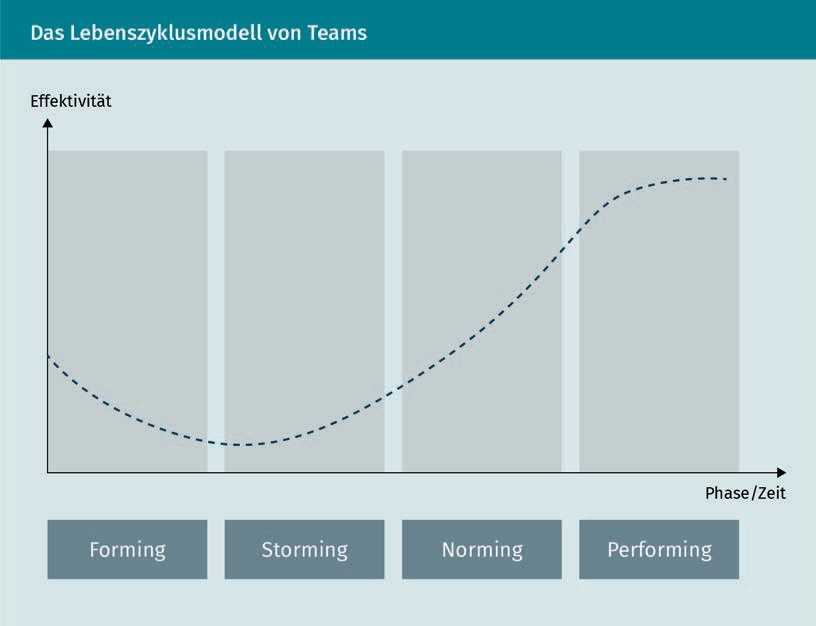 Das Lebenszyklusmodell von Teams
Effektivität
Phase/Zeit
Forming
Storming
Norming
Performing